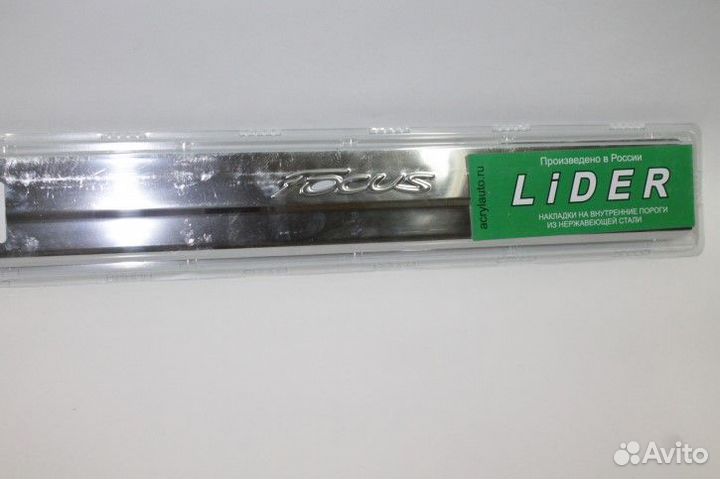 FOCUS
acrylauto.ru
Произведено в России
LiDER
НАКЛАДКИ НА ВНУТРЕННИЕ ПОРОГИ
ИЗ НЕРЖАВЕЮЩЕЙ СТАЛИ
Avito